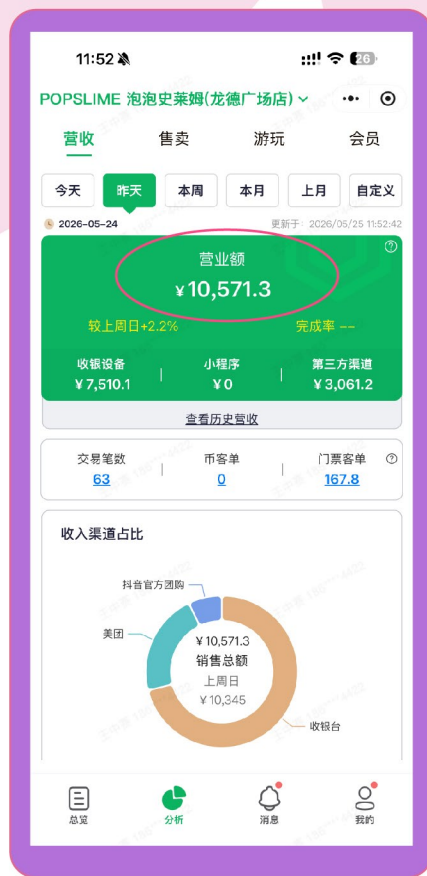 11:52
26
POPSLIME 泡泡史莱姆(龙德广场店)
营收 售卖 游玩 会员
今天 昨天 本周 本月 上月 自定义
2026-05-24 更新于: 2026/05/25 11:52:42
营业额
¥10,571.3
较上周日+2.2% 完成率 --
收银设备 小程序 第三方渠道
¥7,510.1 ¥0 ¥3,061.2
查看历史营收
交易笔数 币客单 门票客单
63 0 167.8
收入渠道占比
抖音官方团购
美团
¥10,571.3
销售总额
上周日
¥10,345
收银台
总览 分析 消息 我的